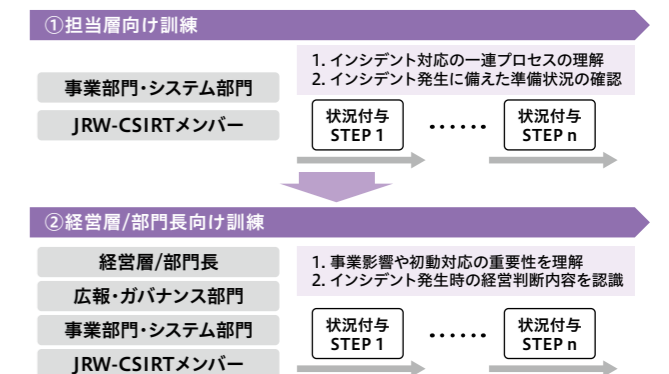 ①担当層向け訓練
事業部門・システム部門
JRW-CSIRTメンバー
1. インシデント対応の一連プロセスの理解
2. インシデント発生に備えた準備状況の確認
状況付与
STEP 1
・・・・・・
状況付与
STEP n
②経営層/部門長向け訓練
経営層/部門長
広報・ガバナンス部門
事業部門・システム部門
JRW-CSIRTメンバー
1. 事業影響や初動対応の重要性を理解
2. インシデント発生時の経営判断内容を認識
状況付与
STEP 1
・・・・・・
状況付与
STEP n